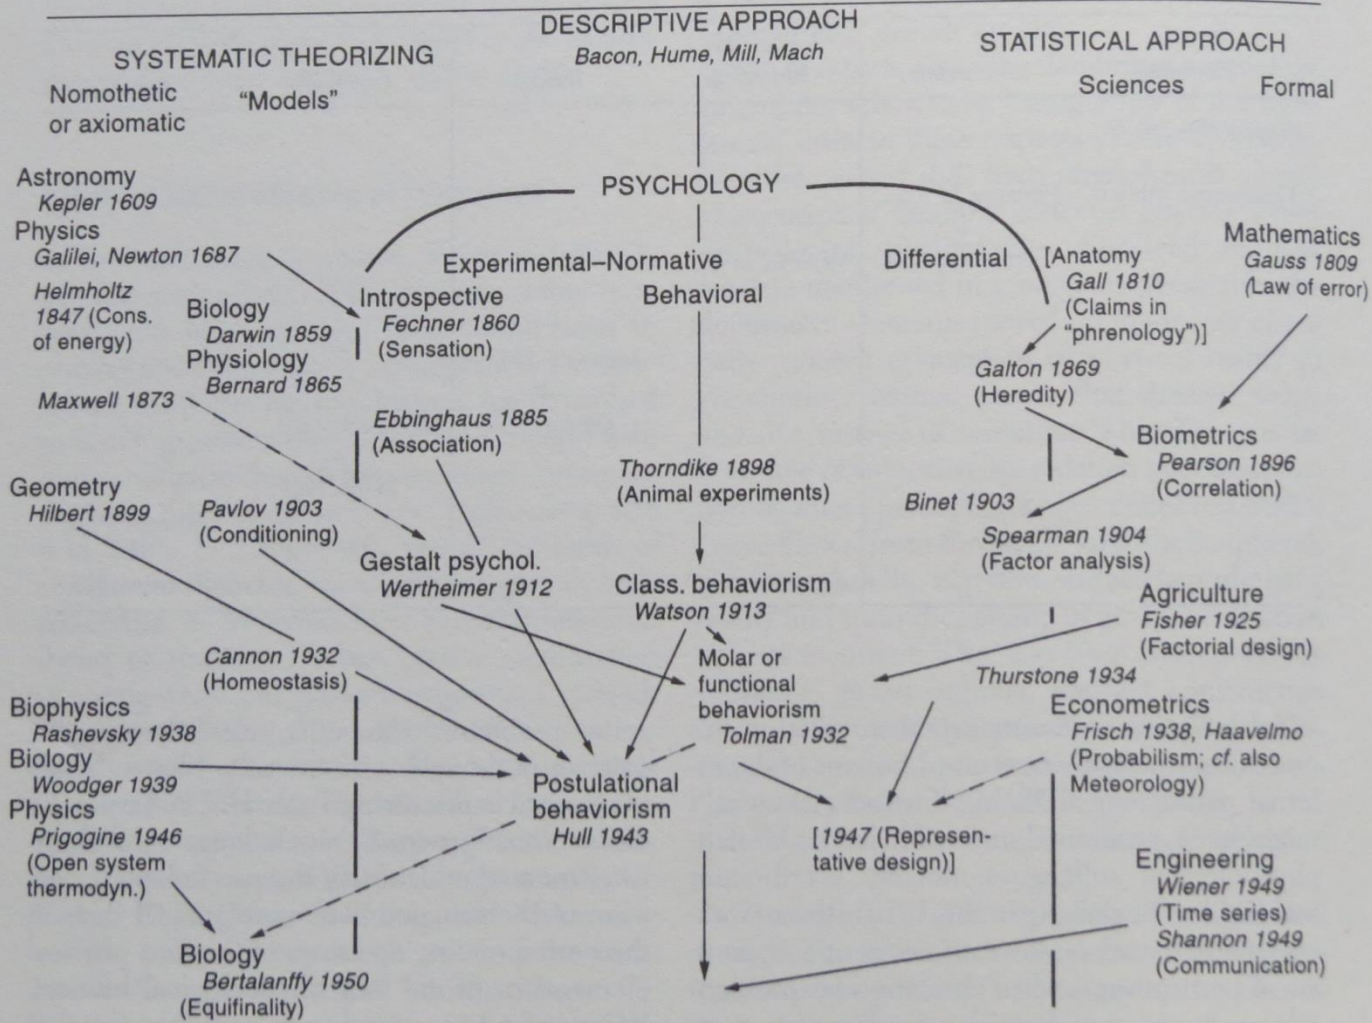 DESCRIPTIVE APPROACH
Bacon, Hume, Mill, Mach
SYSTEMATIC THEORIZING
Nomothetic
or axiomatic
"Models"
STATISTICAL APPROACH
Sciences
Formal
Astronomy
Kepler 1609
Physics
Galilei, Newton 1687
Helmholtz
1847 (Cons.
of energy)
Biology
Darwin 1859
Physiology
Bernard 1865
Maxwell 1873
Geometry
Hilbert 1899
Pavlov 1903
(Conditioning)
Cannon 1932
(Homeostasis)
Biophysics
Rashevsky 1938
Biology
Woodger 1939
Physics
Prigogine 1946
(Open system
thermodyn.)
Biology
Bertalanffy 1950
(Equifinality)
PSYCHOLOGY
Experimental–Normative
Introspective
Fechner 1860
(Sensation)
Ebbinghaus 1885
(Association)
Gestalt psychol.
Wertheimer 1912
Behavioral
Thorndike 1898
(Animal experiments)
Class. behaviorism
Watson 1913
Molar or
functional
behaviorism
Tolman 1932
Postulational
behaviorism
Hull 1943
[1947 (Represen-
tative design)]
Differential
[Anatomy
Gall 1810
(Claims in
"phrenology")]
Galton 1869
(Heredity)
Binet 1903
Spearman 1904
(Factor analysis)
Thurstone 1934
Mathematics
Gauss 1809
(Law of error)
Biometrics
Pearson 1896
(Correlation)
Agriculture
Fisher 1925
(Factorial design)
Econometrics
Frisch 1938, Haavelmo
(Probabilism; cf. also
Meteorology)
Engineering
Wiener 1949
(Time series)
Shannon 1949
(Communication)